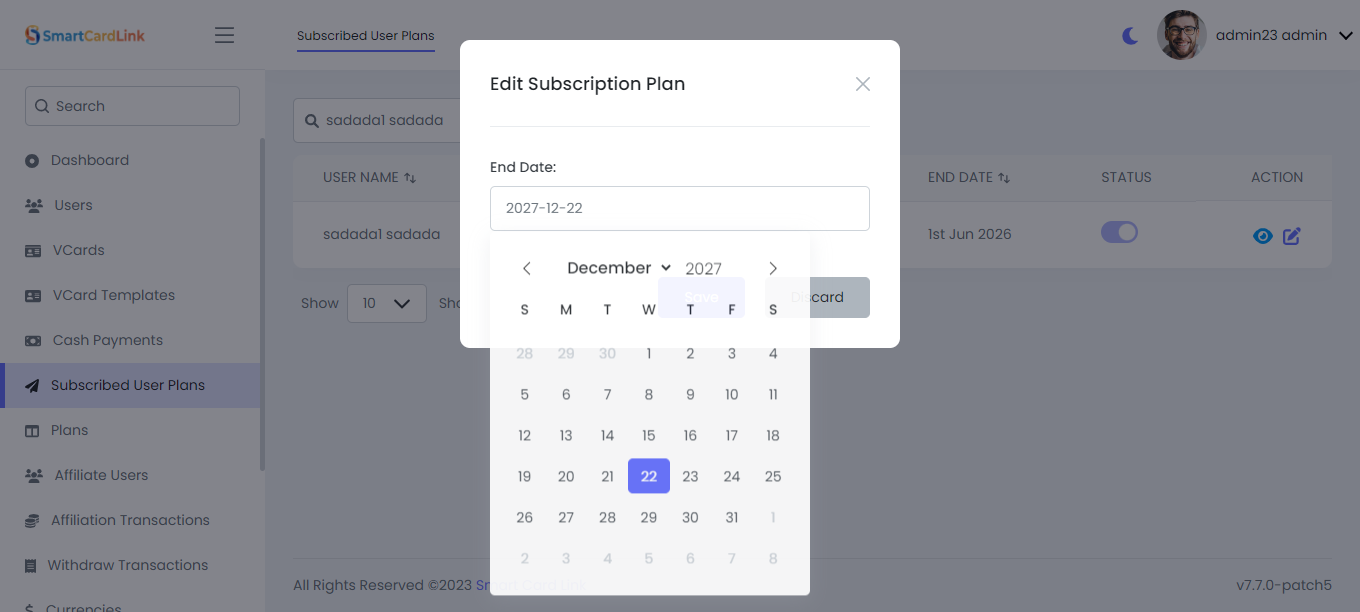 SmartCardLink
Subscribed User Plans
admin23 admin
Search
Dashboard
Users
VCards
VCard Templates
Cash Payments
Subscribed User Plans
Plans
Affiliate Users
Affiliation Transactions
Withdraw Transactions
Currencies
sadada1 sadada
USER NAME
END DATE
STATUS
ACTION
sadada1 sadada
1st Jun 2026
Show
10
Edit Subscription Plan
End Date:
2027-12-22
Save
Discard
December
2027
S M T W T F S
28 29 30 1 2 3 4
5 6 7 8 9 10 11
12 13 14 15 16 17 18
19 20 21 22 23 24 25
26 27 28 29 30 31 1
2 3 4 5 6 7 8
All Rights Reserved ©2023
v7.7.0-patch5